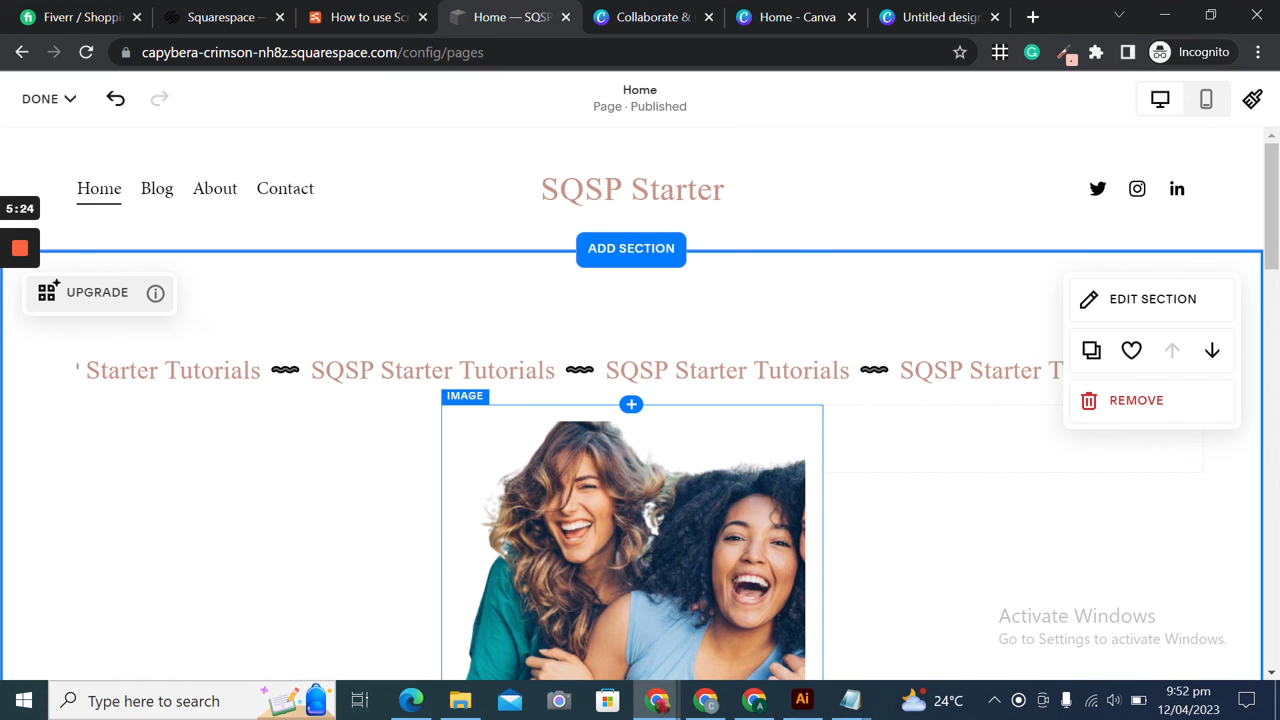 Fiverr / Shoppi
Squarespace –
How to use Scr
Home — SQSP
Collaborate &
Home - Canva
Untitled design
capybera-crimson-nh8z.squarespace.com/config/pages
Incognito
DONE
Home
Page · Published
Home Blog About Contact
SQSP Starter
5:24
ADD SECTION
UPGRADE
EDIT SECTION
Starter Tutorials SQSP Starter Tutorials SQSP Starter Tutorials SQSP Starter T
IMAGE
REMOVE
Activate Windows
Go to Settings to activate Windows.
Type here to search
24°C
9:52 pm
12/04/2023